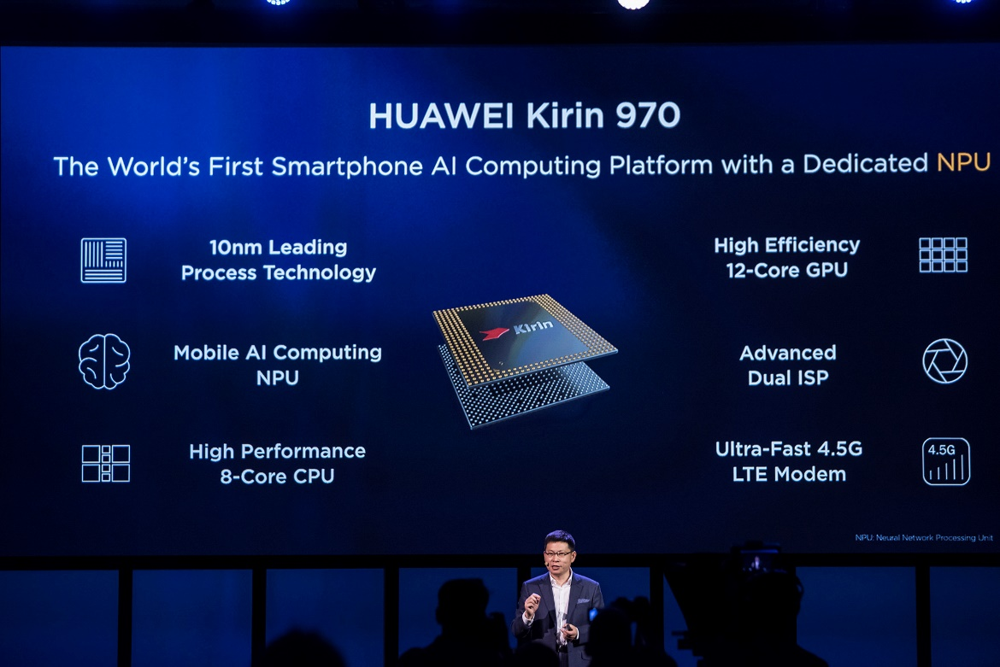 HUAWEI Kirin 970
The World's First Smartphone AI Computing Platform with a Dedicated NPU
10nm Leading
Process Technology
High Efficiency
12-Core GPU
Kirin
Mobile AI Computing
NPU
Advanced
Dual ISP
High Performance
8-Core CPU
Ultra-Fast 4.5G
LTE Modem
4.5G
NPU: Neural Network Processing Unit